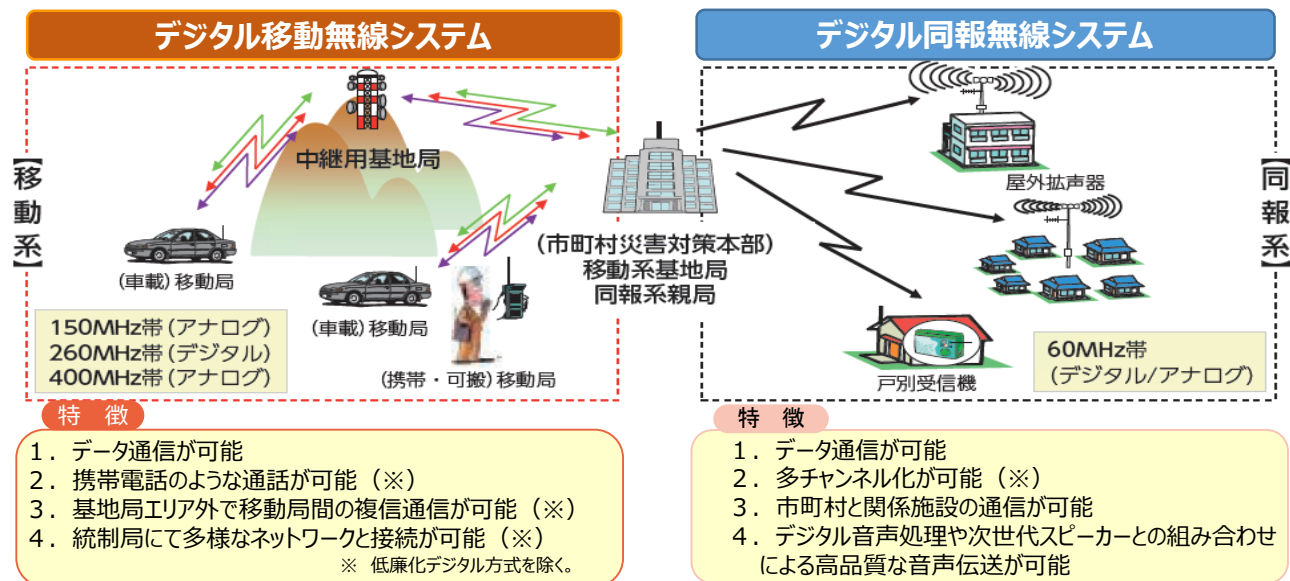 デジタル移動無線システム
【移動系】
中継用基地局
(車載)移動局
(車載)移動局
(携帯・可搬)移動局
150MHz帯(アナログ)
260MHz帯(デジタル)
400MHz帯(アナログ)
(市町村災害対策本部)
移動系基地局
同報系親局
特 徴
1. データ通信が可能
2. 携帯電話のような通話が可能(※)
3. 基地局エリア外で移動局間の複信通信が可能(※)
4. 統制局にて多様なネットワークと接続が可能(※)
※ 低廉化デジタル方式を除く。
デジタル同報無線システム
【同報系】
屋外拡声器
戸別受信機
60MHz帯
(デジタル/アナログ)
特 徴
1. データ通信が可能
2. 多チャンネル化が可能(※)
3. 市町村と関係施設の通信が可能
4. デジタル音声処理や次世代スピーカーとの組み合わせ
による高品質な音声伝送が可能